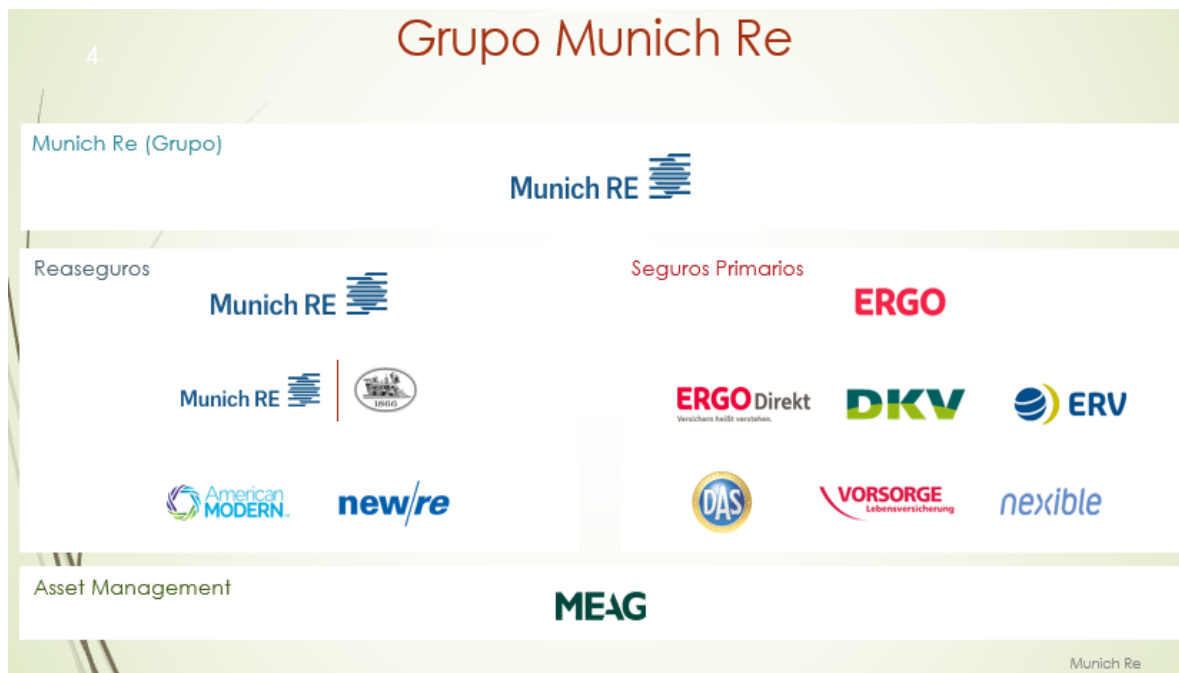 4
Grupo Munich Re
Munich Re (Grupo)
Munich RE
Reaseguros
Munich RE
Munich RE
1866
American
MODERN
new/re
Seguros Primarios
ERGO
ERGO Direkt
Versichern heißt verstehen.
DKV
ERV
DAS
VORSORGE
Lebensversicherung
nexible
Asset Management
MEAG
Munich Re